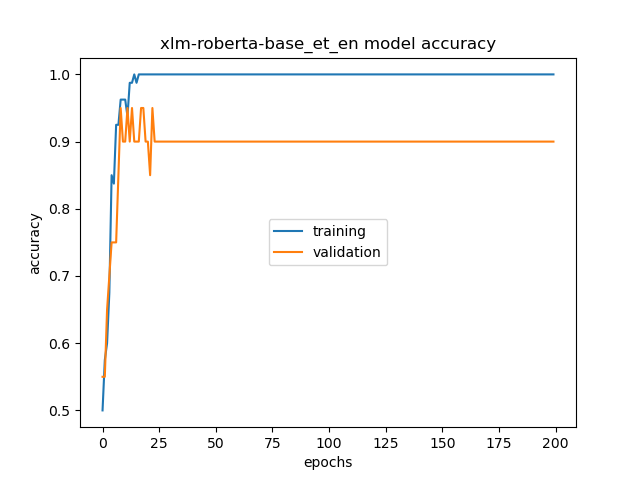 xlm-roberta-base_et_en model accuracy
1.0
0.9
0.8
0.7
0.6
0.5
accuracy
training
validation
0 25 50 75 100 125 150 175 200
epochs